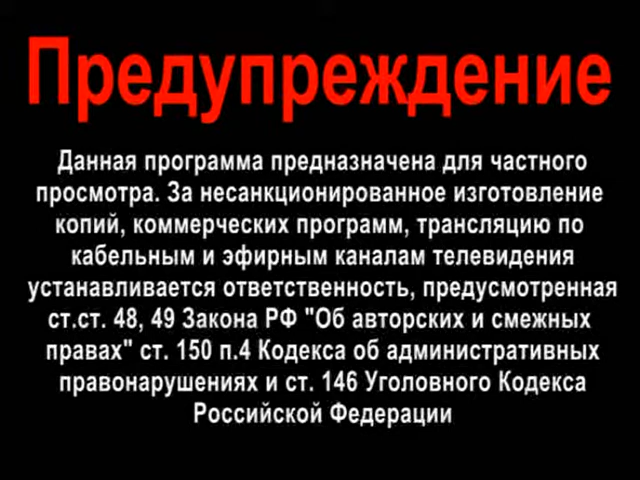 Предупреждение
Данная программа предназначена для частного
просмотра. За несанкционированное изготовление
копий, коммерческих программ, трансляцию по
кабельным и эфирным каналам телевидения
устанавливается ответственность, предусмотренная
ст.ст. 48, 49 Закона РФ "Об авторских и смежных
правах" ст. 150 п.4 Кодекса об административных
правонарушениях и ст. 146 Уголовного Кодекса
Российской Федерации